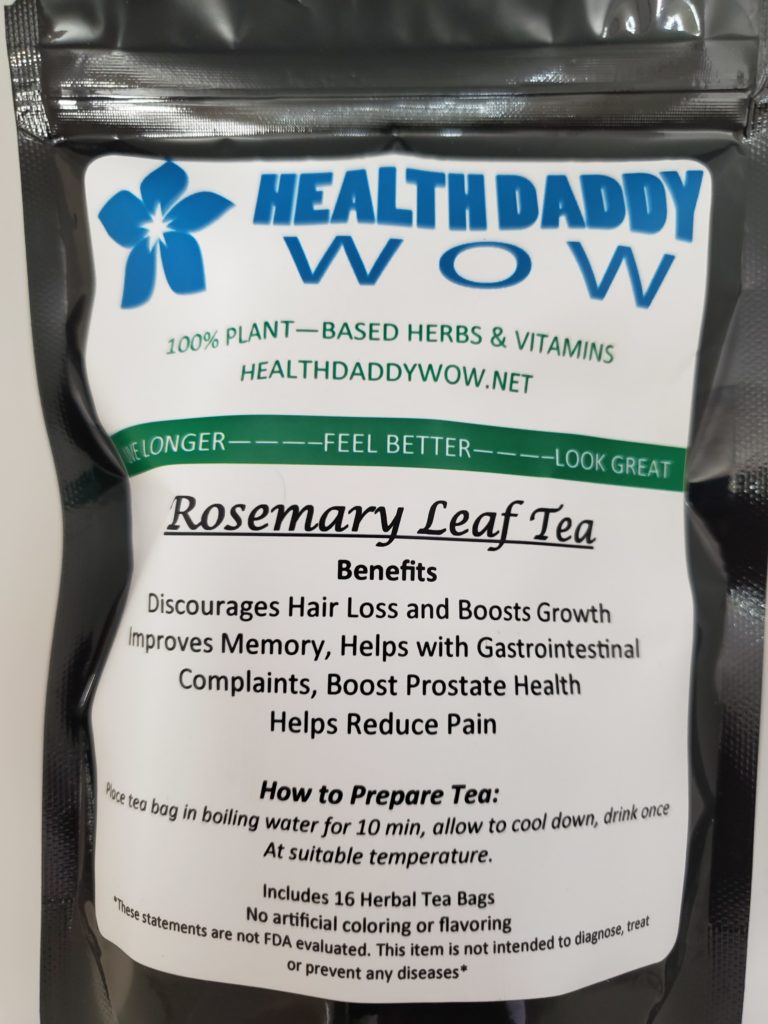 HEALTH DADDY
WOW
100% PLANT—BASED HERBS & VITAMINS
HEALTHDADDYWOW.NET
LIVE LONGER————–FEEL BETTER————–LOOK GREAT
Rosemary Leaf Tea
Benefits
Discourages Hair Loss and Boosts Growth
Improves Memory, Helps with Gastrointestinal
Complaints, Boost Prostate Health
Helps Reduce Pain
How to Prepare Tea:
Place tea bag in boiling water for 10 min, allow to cool down, drink once
At suitable temperature.
Includes 16 Herbal Tea Bags
No artificial coloring or flavoring
*These statements are not FDA evaluated. This item is not intended to diagnose, treat
or prevent any diseases*